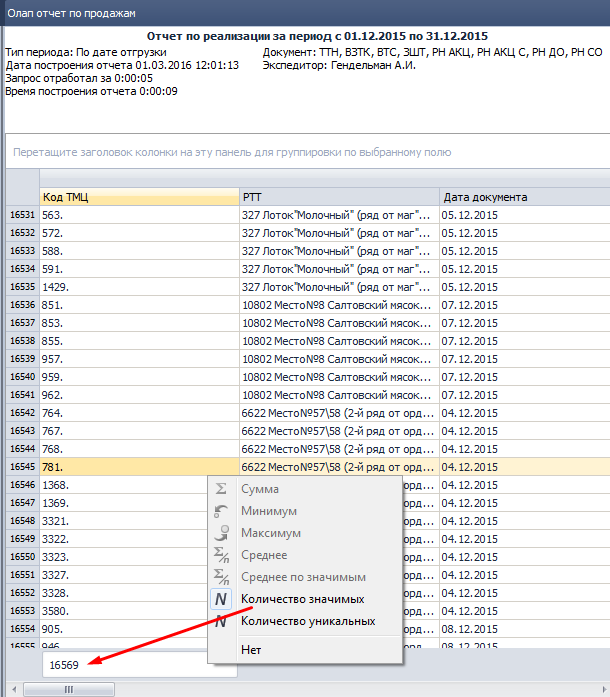 Олап отчет по продажам
Отчет по реализации за период с 01.12.2015 по 31.12.2015
Тип периода: По дате отгрузки
Документ: ТТН, ВЗТК, ВТС, ЗШТ, РН АКЦ, РН АКЦ С, РН ДО, РН СО
Дата построения отчета 01.03.2016 12:01:13
Экспедитор: Гендельман А.И.
Запрос отработал за 0:00:05
Время построения отчета 0:00:09
Перетащите заголовок колонки на эту панель для группировки по выбранному полю
Код ТМЦ РТТ Дата документа
16531 563. 327 Лоток"Молочный" (ряд от маг"... 05.12.2015
16532 572. 327 Лоток"Молочный" (ряд от маг"... 05.12.2015
16533 588. 327 Лоток"Молочный" (ряд от маг"... 05.12.2015
16534 591. 327 Лоток"Молочный" (ряд от маг"... 05.12.2015
16535 1429. 327 Лоток"Молочный" (ряд от маг"... 05.12.2015
16536 851. 10802 Место№8 Салтовский мясок... 07.12.2015
16537 853. 10802 Место№8 Салтовский мясок... 07.12.2015
16538 855. 10802 Место№8 Салтовский мясок... 07.12.2015
16539 957. 10802 Место№8 Салтовский мясок... 07.12.2015
16540 959. 10802 Место№8 Салтовский мясок... 07.12.2015
16541 962. 10802 Место№8 Салтовский мясок... 07.12.2015
16542 764. 6622 Место№57\58 (2-й ряд от орд... 04.12.2015
16543 767. 6622 Место№57\58 (2-й ряд от орд... 04.12.2015
16544 768. 6622 Место№57\58 (2-й ряд от орд... 04.12.2015
16545 781. 6622 Место№57\58 (2-й ряд от орд... 04.12.2015
16546 1368. орд... 04.12.2015
16547 1369. орд... 04.12.2015
16548 3321. орд... 04.12.2015
16549 3322. орд... 04.12.2015
16550 3323. орд... 04.12.2015
16551 3327. орд... 04.12.2015
16552 3328. орд... 04.12.2015
16553 3580. орд... 04.12.2015
16554 905. орд... 08.12.2015
16555 946. орд... 08.12.2015
Сумма
Минимум
Максимум
Среднее
Среднее по значимым
Количество значимых
Количество уникальных
Нет
16569